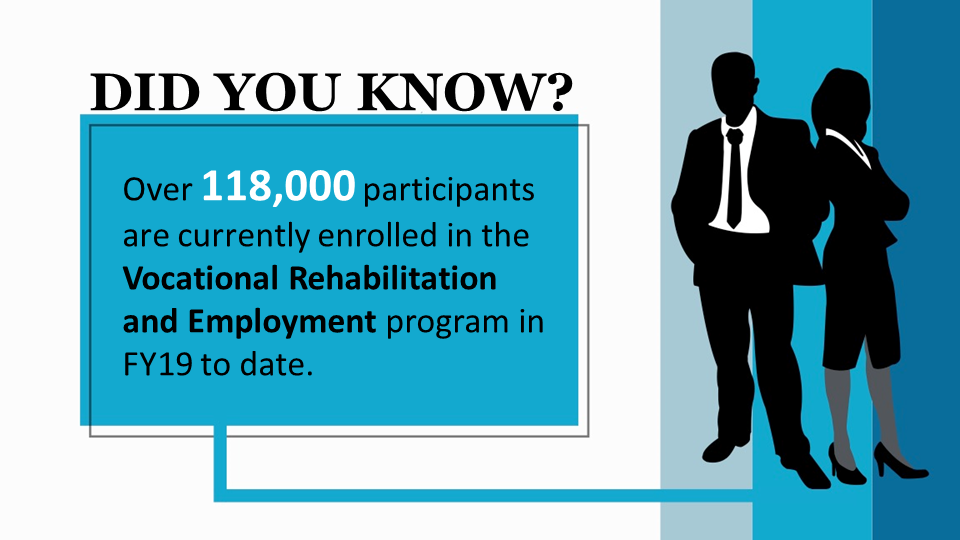 DID YOU KNOW?
Over 118,000 participants
are currently enrolled in the
Vocational Rehabilitation
and Employment program in
FY19 to date.